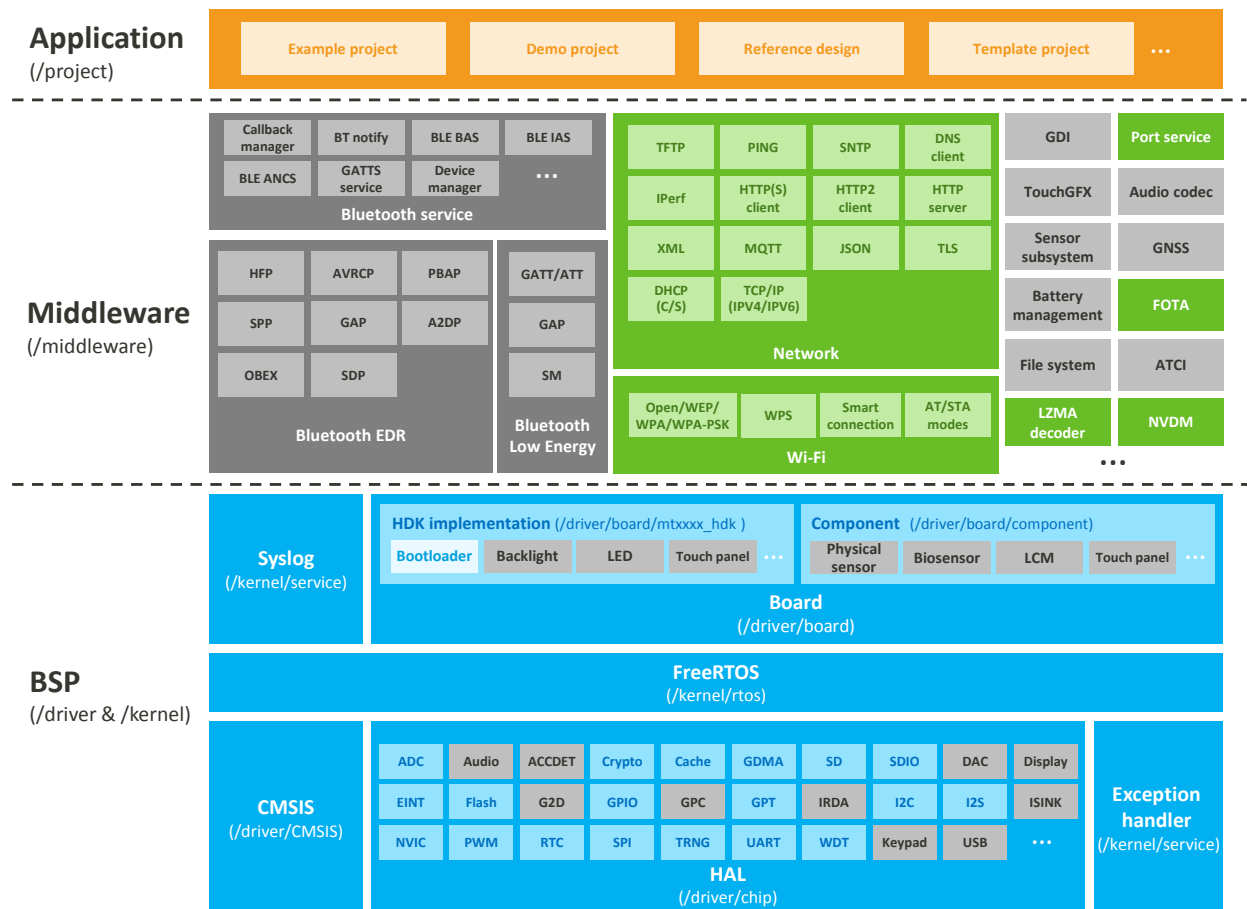 Application
(/project)
Example project
Demo project
Reference design
Template project
...
Middleware
(/middleware)
Callback
manager
BT notify
BLE BAS
BLE IAS
BLE ANCS
GATTS
service
Device
manager
...
Bluetooth service
HFP
AVRCP
PBAP
SPP
GAP
A2DP
OBEX
SDP
Bluetooth EDR
GATT/ATT
GAP
SM
Bluetooth
Low Energy
TFTP
PING
SNTP
DNS
client
IPerf
HTTP(S)
client
HTTP2
client
HTTP
server
XML
MQTT
JSON
TLS
DHCP
(C/S)
TCP/IP
(IPV4/IPV6)
Network
Open/WEP/
WPA/WPA-PSK
WPS
Smart
connection
AT/STA
modes
Wi-Fi
GDI
Port service
TouchGFX
Audio codec
Sensor
subsystem
GNSS
Battery
management
FOTA
File system
ATCI
LZMA
decoder
NVDM
...
BSP
(/driver & /kernel)
Syslog
(/kernel/service)
HDK implementation (/driver/board/mtxxxx_hdk )
Bootloader
Backlight
LED
Touch panel
...
Component (/driver/board/component)
Physical
sensor
Biosensor
LCM
Touch panel
...
Board
(/driver/board)
FreeRTOS
(/kernel/rtos)
CMSIS
(/driver/CMSIS)
ADC
Audio
ACCDET
Crypto
Cache
GDMA
SD
SDIO
DAC
Display
EINT
Flash
G2D
GPIO
GPC
GPT
IRDA
I2C
I2S
ISINK
NVIC
PWM
RTC
SPI
TRNG
UART
WDT
Keypad
USB
...
HAL
(/driver/chip)
Exception
handler
(/kernel/service)